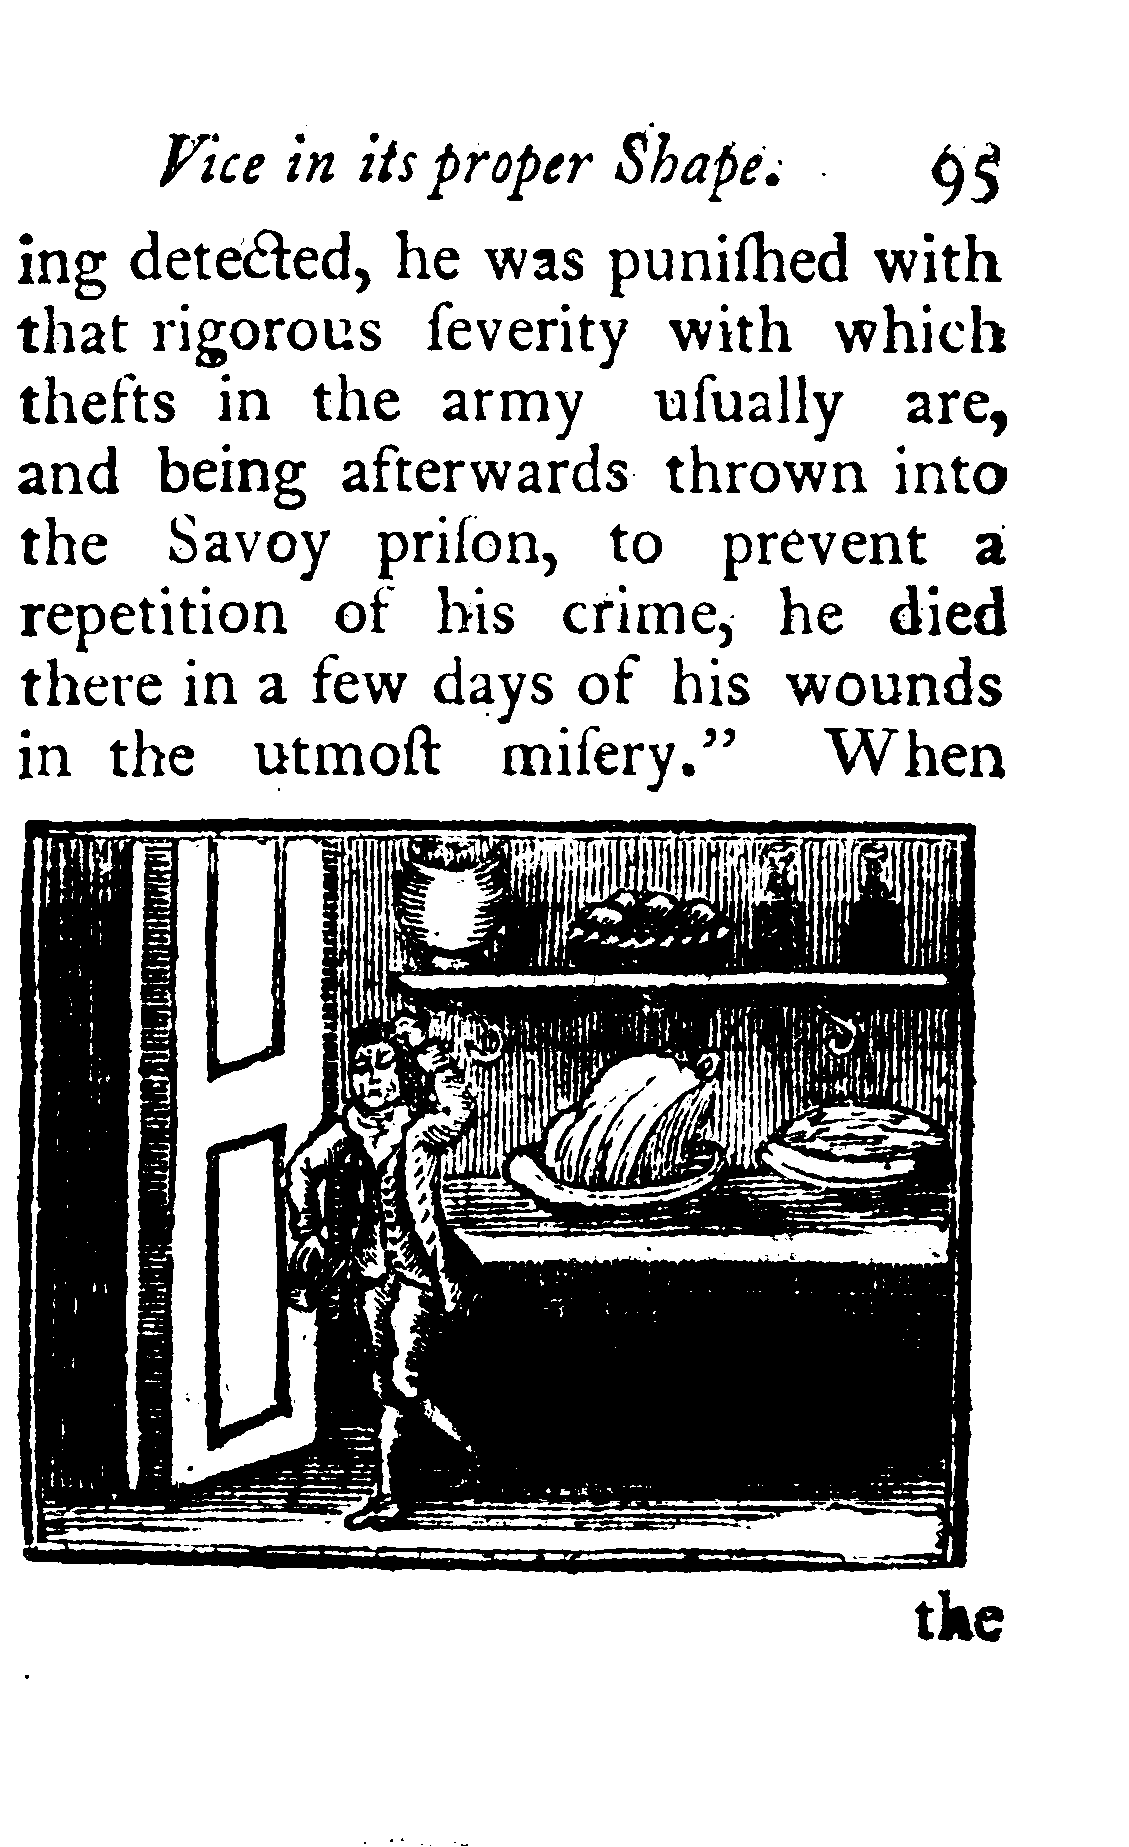 Vice in its proper Shape. 95
ing detected, he was puniſhed with
that rigorous ſeverity with which
thefts in the army uſually are,
and being afterwards thrown into
the Savoy priſon, to prevent a
repetition of his crime, he died
there in a few days of his wounds
in the utmoſt miſery.” When
the